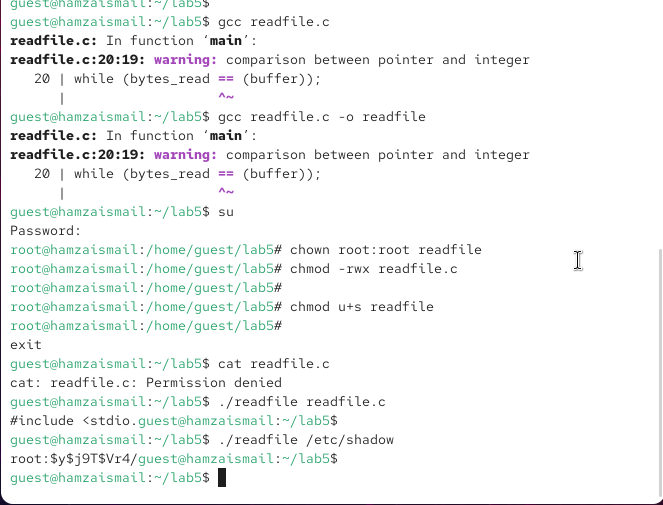 guest@hamzaismail:~/lab5$
guest@hamzaismail:~/lab5$ gcc readfile.c
readfile.c: In function ‘main’:
readfile.c:20:19: warning: comparison between pointer and integer
   20 | while (bytes_read == (buffer));
      |                   ^~
guest@hamzaismail:~/lab5$ gcc readfile.c -o readfile
readfile.c: In function ‘main’:
readfile.c:20:19: warning: comparison between pointer and integer
   20 | while (bytes_read == (buffer));
      |                   ^~
guest@hamzaismail:~/lab5$ su
Password:
root@hamzaismail:/home/guest/lab5# chown root:root readfile
root@hamzaismail:/home/guest/lab5# chmod -rwx readfile.c
root@hamzaismail:/home/guest/lab5#
root@hamzaismail:/home/guest/lab5# chmod u+s readfile
root@hamzaismail:/home/guest/lab5#
exit
guest@hamzaismail:~/lab5$ cat readfile.c
cat: readfile.c: Permission denied
guest@hamzaismail:~/lab5$ ./readfile readfile.c
#include <stdio.guest@hamzaismail:~/lab5$
guest@hamzaismail:~/lab5$ ./readfile /etc/shadow
root:$y$j9T$Vr4/guest@hamzaismail:~/lab5$
guest@hamzaismail:~/lab5$